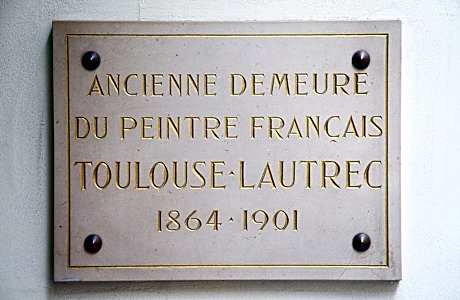 ANCIENNE DEMEURE
DU PEINTRE FRANÇAIS
TOULOUSE·LAUTREC
1864·1901